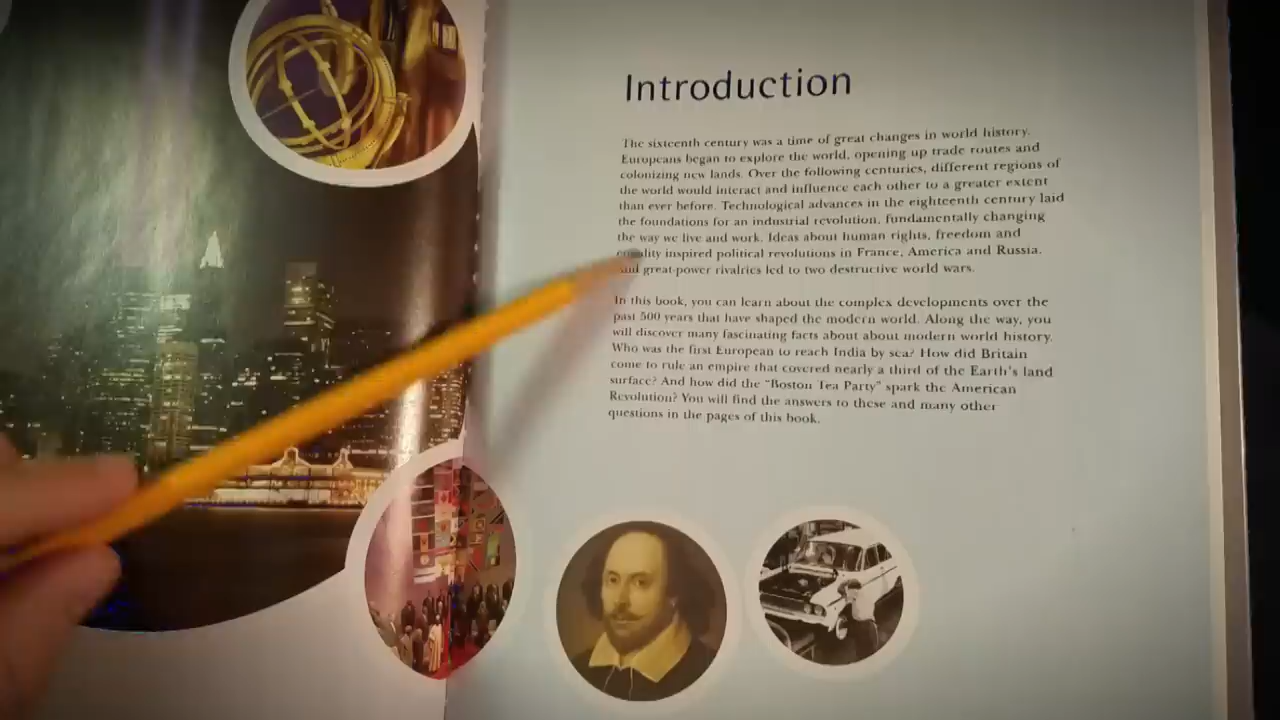 Introduction
The sixteenth century was a time of great changes in world history.
Europeans began to explore the world, opening up trade routes and
colonizing new lands. Over the following centuries, different regions of
the world would interact and influence each other to a greater extent
than ever before. Technological advances in the eighteenth century laid
the foundations for an industrial revolution, fundamentally changing
the way we live and work. Ideas about human rights, freedom and
equality inspired political revolutions in France, America and Russia.
And great-power rivalries led to two destructive world wars.
In this book, you can learn about the complex developments over the
past 500 years that have shaped the modern world. Along the way, you
will discover many fascinating facts about about modern world history.
Who was the first European to reach India by sea? How did Britain
come to rule an empire that covered nearly a third of the Earth's land
surface? And how did the "Boston Tea Party" spark the American
Revolution? You will find the answers to these and many other
questions in the pages of this book.